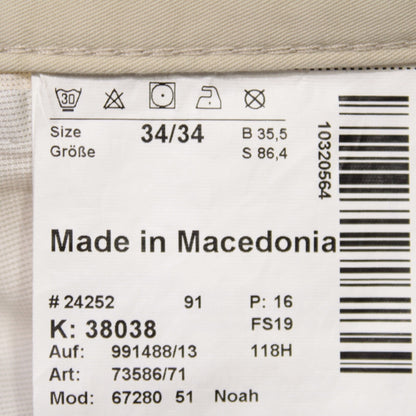 30
Size 34/34 B 35,5
Größe S 86,4
10320564
Made in Macedonia
# 24252 91 P: 16
K: 38038 FS19
Auf: 991488/13 118H
Art: 73586/71
Mod: 67280 51 Noah